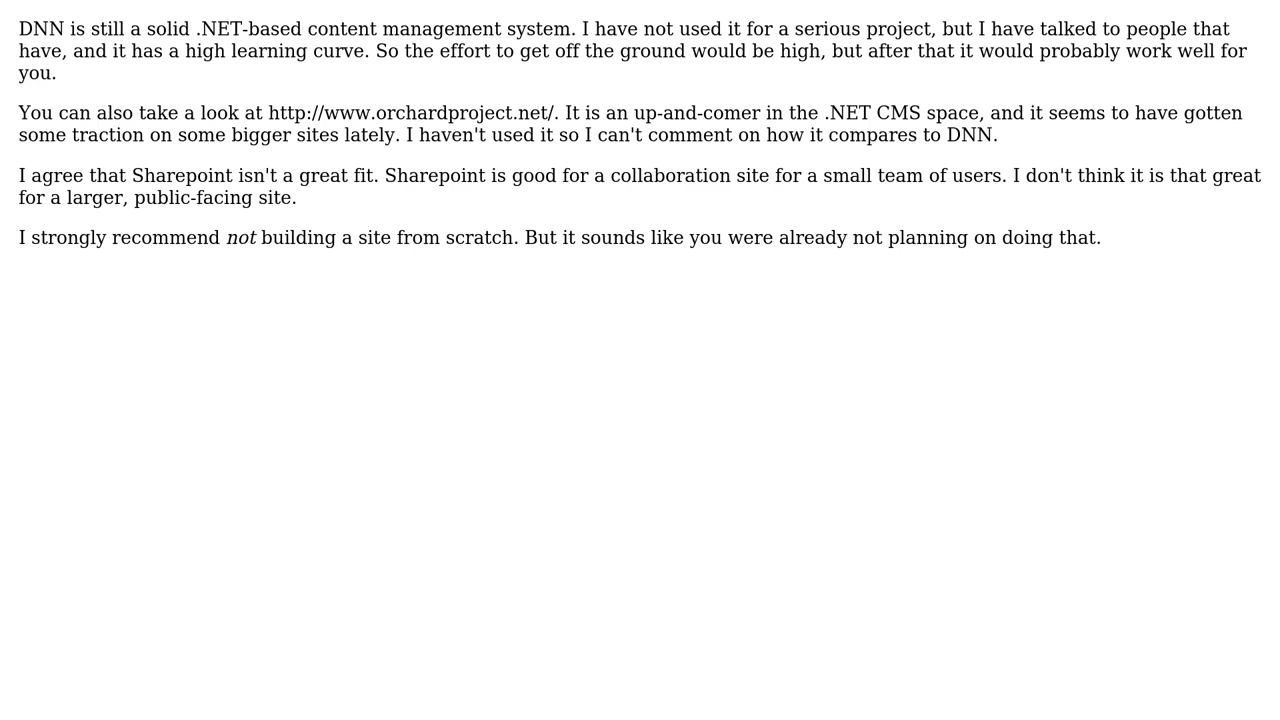 DNN is still a solid .NET-based content management system. I have not used it for a serious project, but I have talked to people that
have, and it has a high learning curve. So the effort to get off the ground would be high, but after that it would probably work well for
you.
You can also take a look at http://www.orchardproject.net/. It is an up-and-comer in the .NET CMS space, and it seems to have gotten
some traction on some bigger sites lately. I haven't used it so I can't comment on how it compares to DNN.
I agree that Sharepoint isn't a great fit. Sharepoint is good for a collaboration site for a small team of users. I don't think it is that great
for a larger, public-facing site.
I strongly recommend not building a site from scratch. But it sounds like you were already not planning on doing that.